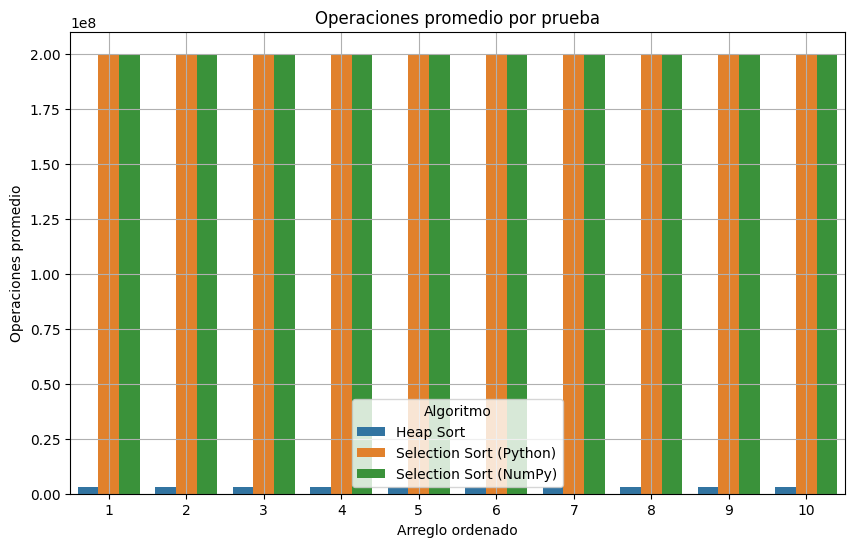 Operaciones promedio por prueba
1e8
2.00
1.75
1.50
1.25
1.00
0.75
0.50
0.25
0.00
Operaciones promedio
Algoritmo
Heap Sort
Selection Sort (Python)
Selection Sort (NumPy)
1 2 3 4 5 6 7 8 9 10
Arreglo ordenado